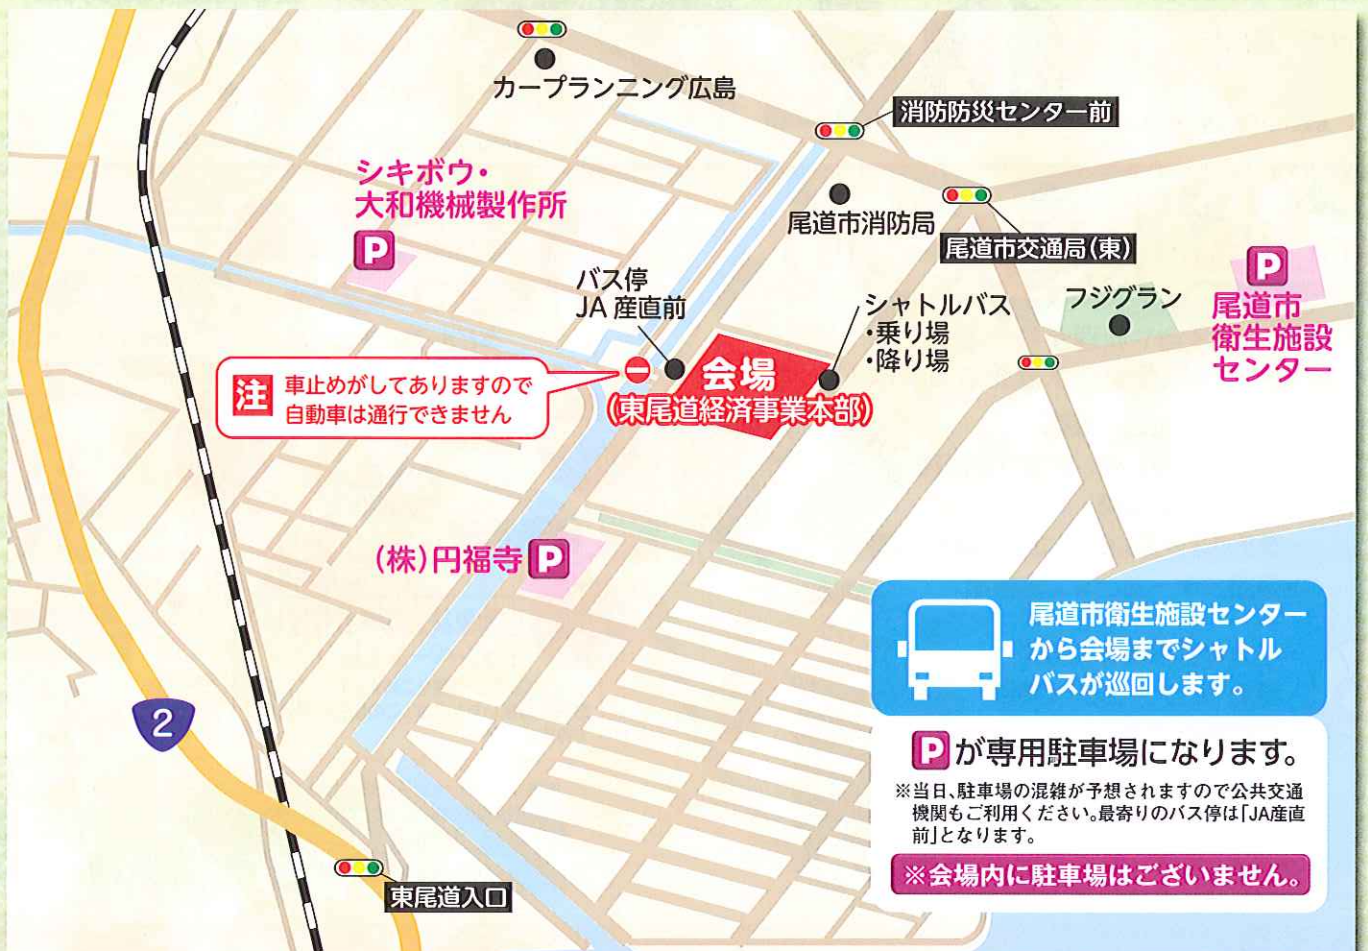 カープランニング広島
消防防災センター前
シキボウ・
大和機械製作所
P
尾道市消防局
尾道市交通局(東)
P
尾道市
衛生施設
センター
バス停
JA 産直前
シャトルバス
・乗り場
・降り場
フジグラン
注 車止めがしてありますので
自動車は通行できません
会場
(東尾道経済事業本部)
(株)円福寺 P
2
東尾道入口
尾道市衛生施設センター
から会場までシャトル
バスが巡回します。
Pが専用駐車場になります。
※当日、駐車場の混雑が予想されますので公共交通
機関もご利用ください。最寄りのバス停は「JA産直
前」となります。
※会場内に駐車場はございません。